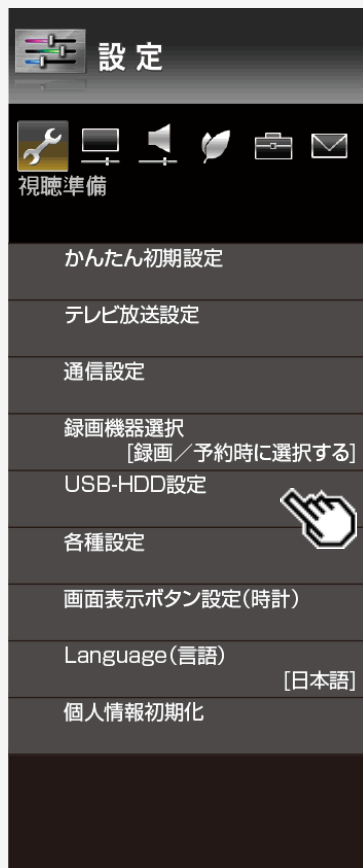 設定
視聴準備
かんたん初期設定
テレビ放送設定
通信設定
録画機器選択
[録画／予約時に選択する]
USB-HDD設定
各種設定
画面表示ボタン設定(時計)
Language(言語)
[日本語]
個人情報初期化